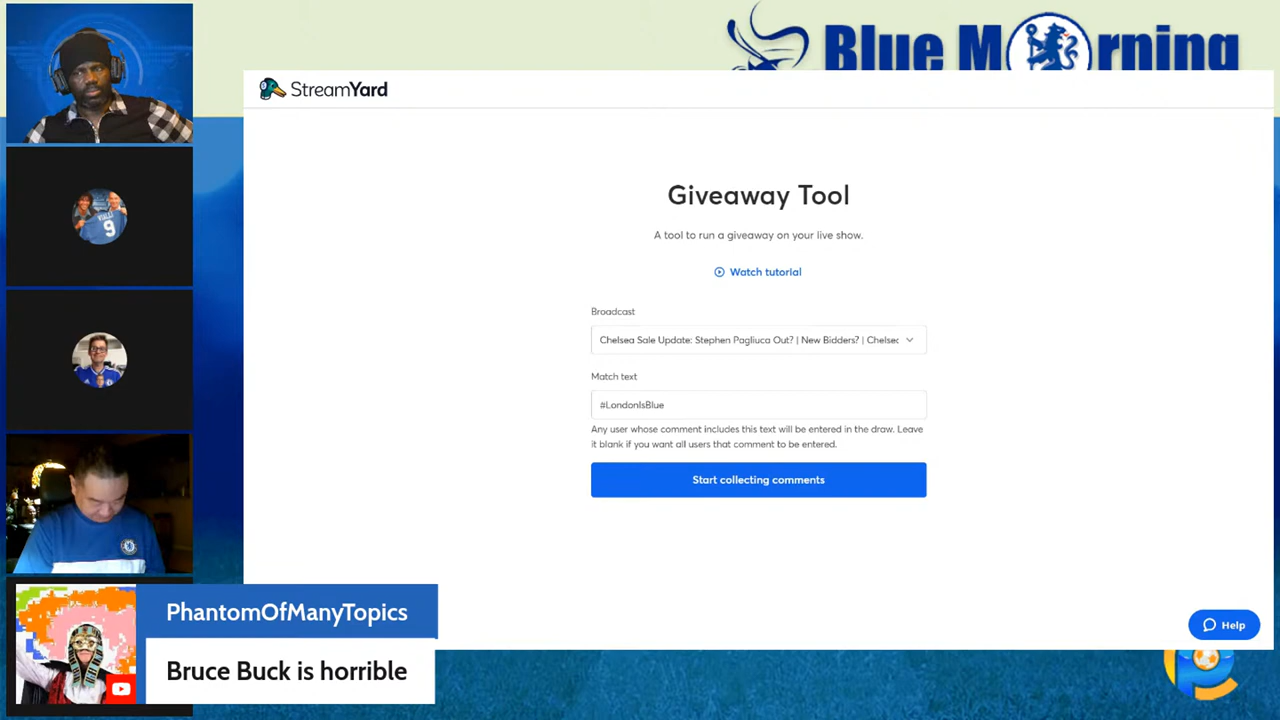 Blue M rning
StreamYard
Giveaway Tool
A tool to run a giveaway on your live show.
Watch tutorial
Broadcast
Chelsea Sale Update: Stephen Pagliuca Out? | New Bidders? | Chelsea
Match text
#LondonIsBlue
Any user whose comment includes this text will be entered in the draw. Leave
it blank if you want all users that comment to be entered.
Start collecting comments
Help
9
PhantomOfManyTopics
Bruce Buck is horrible